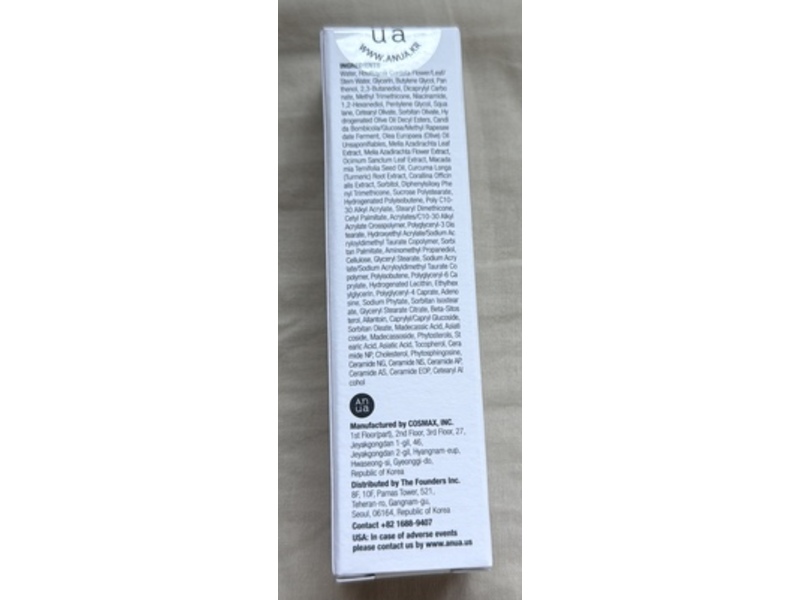 ua
WWW.ANUA.KR
INGREDIENTS
Water, Houttuynia Cordata Flower/Leaf/
Stem Water, Glycerin, Butylene Glycol, Pan
thenol, 2,3-Butanediol, Dicaprylyl Carbo
nate, Methyl Trimethicone, Niacinamide,
1,2-Hexanediol, Pentylene Glycol, Squa
lane, Cetearyl Olivate, Sorbitan Olivate, Hy
drogenated Olive Oil Decyl Esters, Candi
da Bombicola/Glucose/Methyl Rapesee
date Ferment, Olea Europaea (Olive) Oil
Unsaponifiables, Melia Azadirachta Leaf
Extract, Melia Azadirachta Flower Extract,
Ocimum Sanctum Leaf Extract, Macada
mia Ternifolia Seed Oil, Curcuma Longa
(Turmeric) Root Extract, Corallina Officin
alis Extract, Sorbitol, Diphenylsiloxy Phe
nyl Trimethicone, Sucrose Polystearate,
Hydrogenated Polyisobutene, Poly C10-
30 Alkyl Acrylate, Stearyl Dimethicone,
Cetyl Palmitate, Acrylates/C10-30 Alkyl
Acrylate Crosspolymer, Polyglyceryl-3 Dis
tearate, Hydroxyethyl Acrylate/Sodium Ac
ryloyldimethyl Taurate Copolymer, Sorbi
tan Palmitate, Aminomethyl Propanediol,
Cellulose, Glyceryl Stearate, Sodium Acry
late/Sodium Acryloyldimethyl Taurate Co
polymer, Polyisobutene, Polyglyceryl-6 Ca
prylate, Hydrogenated Lecithin, Ethylhex
ylglycerin, Polyglyceryl-4 Caprate, Adeno
sine, Sodium Phytate, Sorbitan Isostear
ate, Glyceryl Stearate Citrate, Beta-Sitos
terol, Allantoin, Caprylyl/Capryl Glucoside,
Sorbitan Oleate, Madecassic Acid, Asiati
coside, Madecassoside, Phytosterols, St
earic Acid, Asiatic Acid, Tocopherol, Cera
mide NP, Cholesterol, Phytosphingosine,
Ceramide NG, Ceramide NS, Ceramide AP,
Ceramide AS, Ceramide EOP, Cetearyl Al
cohol
An
ua
Manufactured by COSMAX, INC.
1st Floor(part), 2nd Floor, 3rd Floor, 27,
Jeyakgongdan 1-gil, 46,
Jeyakgongdan 2-gil, Hyangnam-eup,
Hwaseong-si, Gyeonggi-do,
Republic of Korea
Distributed by The Founders Inc.
8F, 10F, Parnas Tower, 521,
Teheran-ro, Gangnam-gu,
Seoul, 06164, Republic of Korea
Contact +82 1688-9407
USA: In case of adverse events
please contact us by www.anua.us